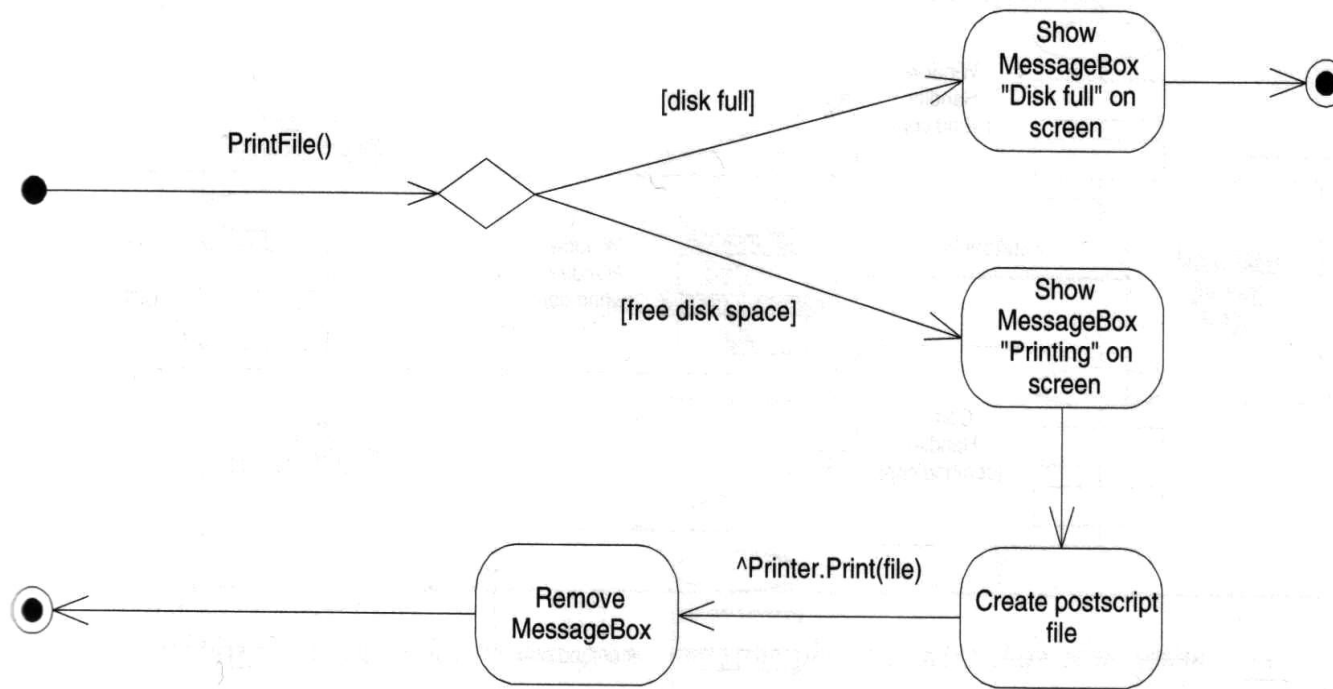 Show
MessageBox
"Disk full" on
screen
[disk full]
PrintFile()
[free disk space]
Show
MessageBox
"Printing" on
screen
^Printer.Print(file)
Create postscript
file
Remove
MessageBox